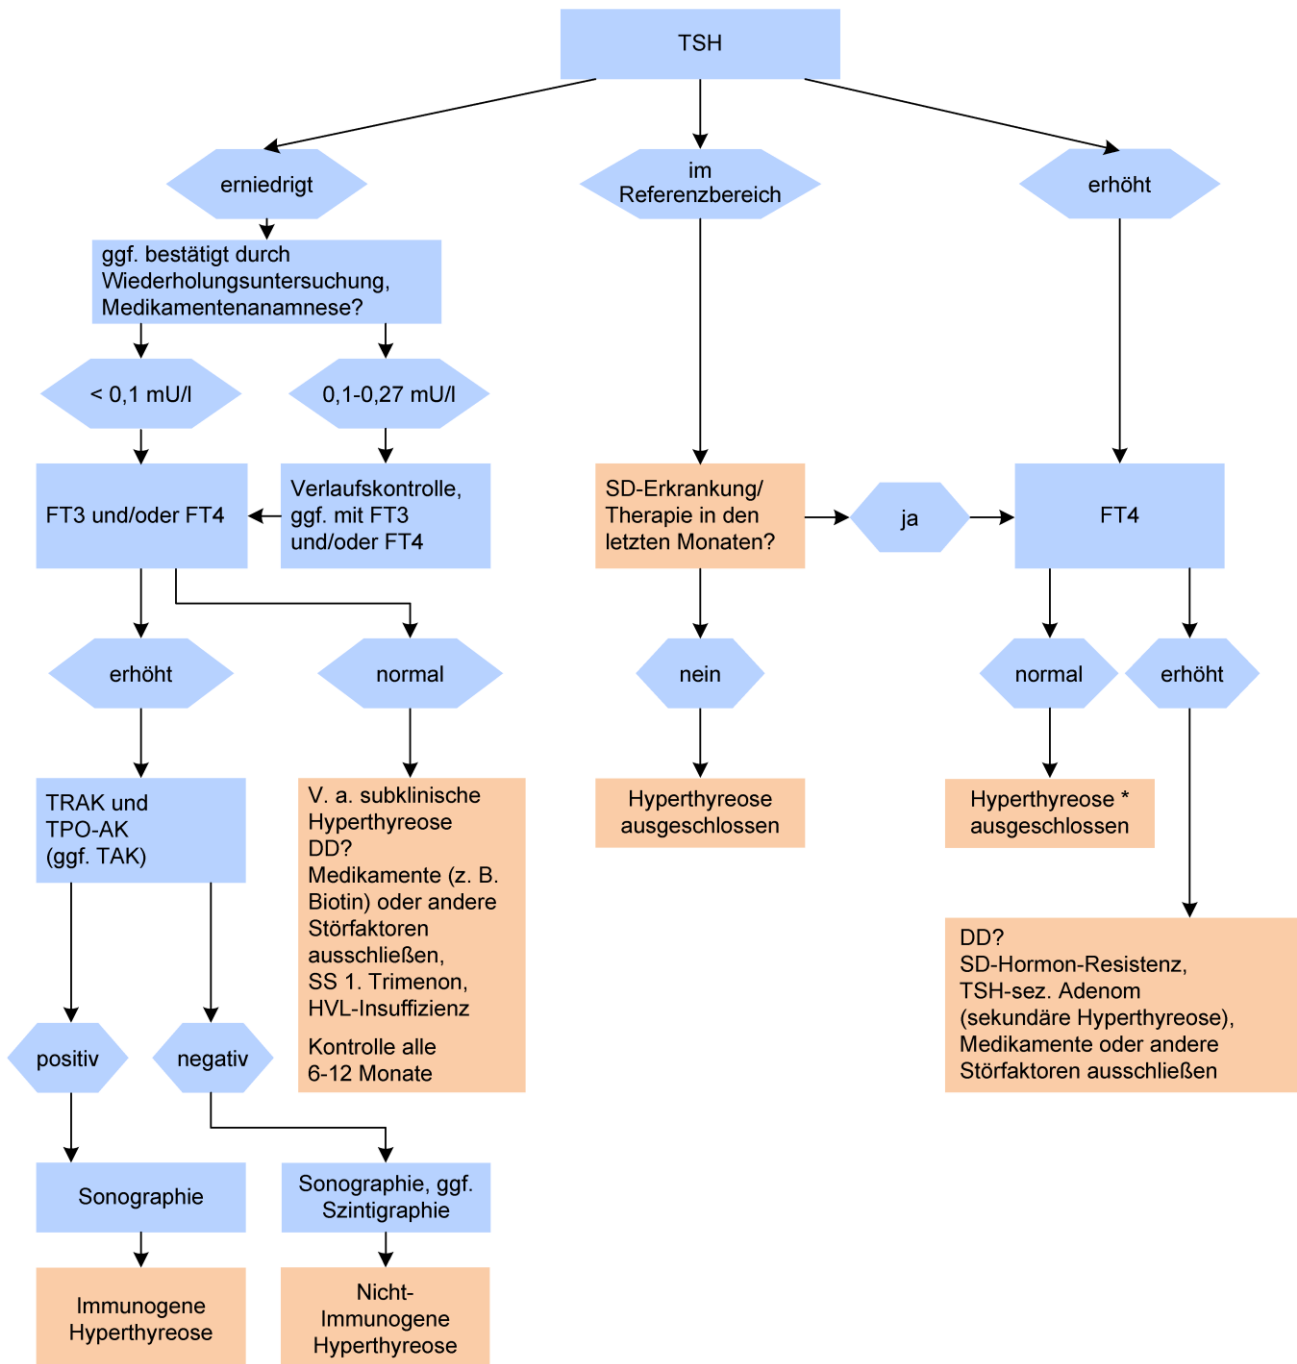 TSH
erniedrigt
im
Referenzbereich
erhöht
ggf. bestätigt durch
Wiederholungsuntersuchung,
Medikamentenanamnese?
< 0,1 mU/l
0,1-0,27 mU/l
FT3 und/oder FT4
Verlaufskontrolle,
ggf. mit FT3
und/oder FT4
SD-Erkrankung/
Therapie in den
letzten Monaten?
ja
FT4
erhöht
normal
nein
normal
erhöht
TRAK und
TPO-AK
(ggf. TAK)
V. a. subklinische
Hyperthyreose
DD?
Medikamente (z. B.
Biotin) oder andere
Störfaktoren
ausschließen,
SS 1. Trimenon,
HVL-Insuffizienz
Kontrolle alle
6-12 Monate
Hyperthyreose
ausgeschlossen
Hyperthyreose *
ausgeschlossen
DD?
SD-Hormon-Resistenz,
TSH-sez. Adenom
(sekundäre Hyperthyreose),
Medikamente oder andere
Störfaktoren ausschließen
positiv
negativ
Sonographie
Sonographie, ggf.
Szintigraphie
Immunogene
Hyperthyreose
Nicht-
Immunogene
Hyperthyreose